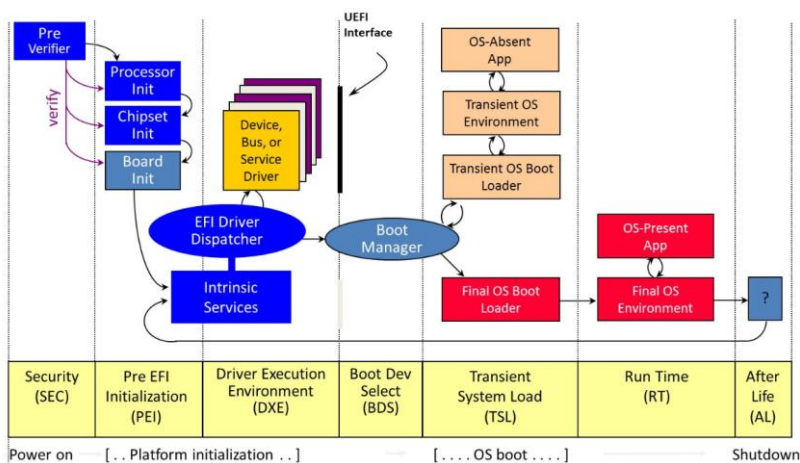 Pre
Verifier
verify
Processor
Init
Chipset
Init
Board
Init
UEFI
Interface
Device,
Bus, or
Service
Driver
EFI Driver
Dispatcher
Intrinsic
Services
Boot
Manager
OS-Absent
App
Transient OS
Environment
Transient OS Boot
Loader
Final OS Boot
Loader
OS-Present
App
Final OS
Environment
?
Security
(SEC)
Pre EFI
Initialization
(PEI)
Driver Execution
Environment
(DXE)
Boot Dev
Select
(BDS)
Transient
System Load
(TSL)
Run Time
(RT)
After
Life
(AL)
Power on [ . . Platform initialization . . ] [ . . . . OS boot . . . . ] Shutdown